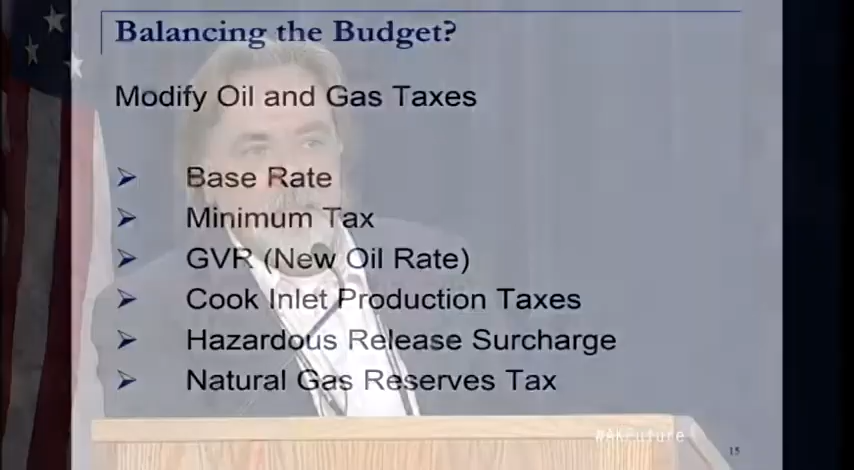 Balancing the Budget?
Modify Oil and Gas Taxes
Base Rate
Minimum Tax
GVR (New Oil Rate)
Cook Inlet Production Taxes
Hazardous Release Surcharge
Natural Gas Reserves Tax
#AKFuture
15